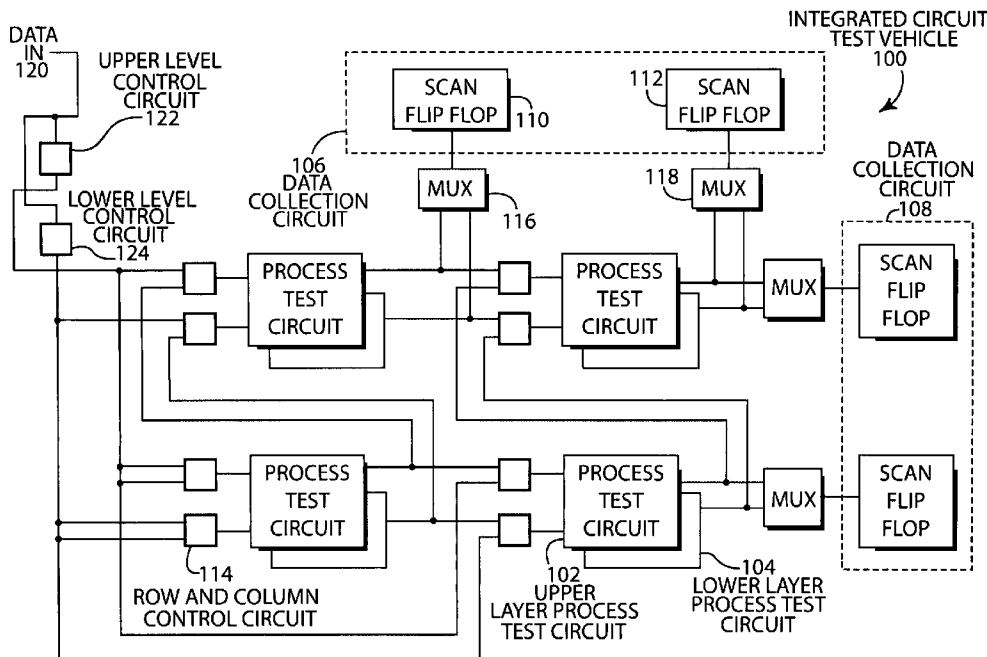 DATA
IN
120
UPPER LEVEL
CONTROL
CIRCUIT
122
LOWER LEVEL
CONTROL
CIRCUIT
124
SCAN
FLIP FLOP
110
112
SCAN
FLIP FLOP
INTEGRATED CIRCUIT
TEST VEHICLE
100
106
DATA
COLLECTION
CIRCUIT
MUX
116
118
MUX
DATA
COLLECTION
CIRCUIT
108
PROCESS
TEST
CIRCUIT
PROCESS
TEST
CIRCUIT
MUX
SCAN
FLIP
FLOP
PROCESS
TEST
CIRCUIT
PROCESS
TEST
CIRCUIT
MUX
SCAN
FLIP
FLOP
114
ROW AND COLUMN
CONTROL CIRCUIT
102
UPPER
LAYER PROCESS
TEST CIRCUIT
104
LOWER LAYER
PROCESS TEST
CIRCUIT